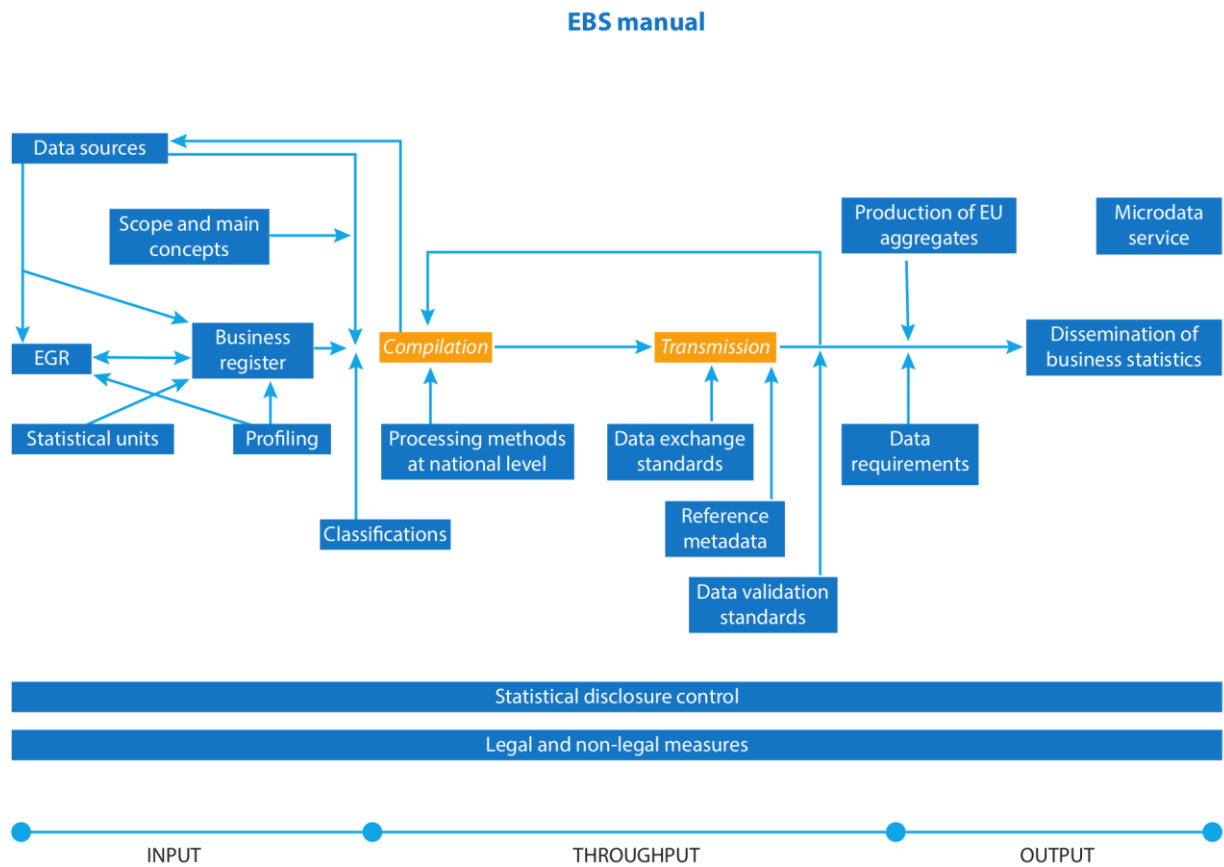 EBS manual
Data sources
Scope and main
concepts
Production of EU
aggregates
Microdata
service
EGR
Business
register
Compilation
Transmission
Dissemination of
business statistics
Statistical units
Profiling
Processing methods
at national level
Data exchange
standards
Data
requirements
Classifications
Reference
metadata
Data validation
standards
Statistical disclosure control
Legal and non-legal measures
INPUT
THROUGHPUT
OUTPUT